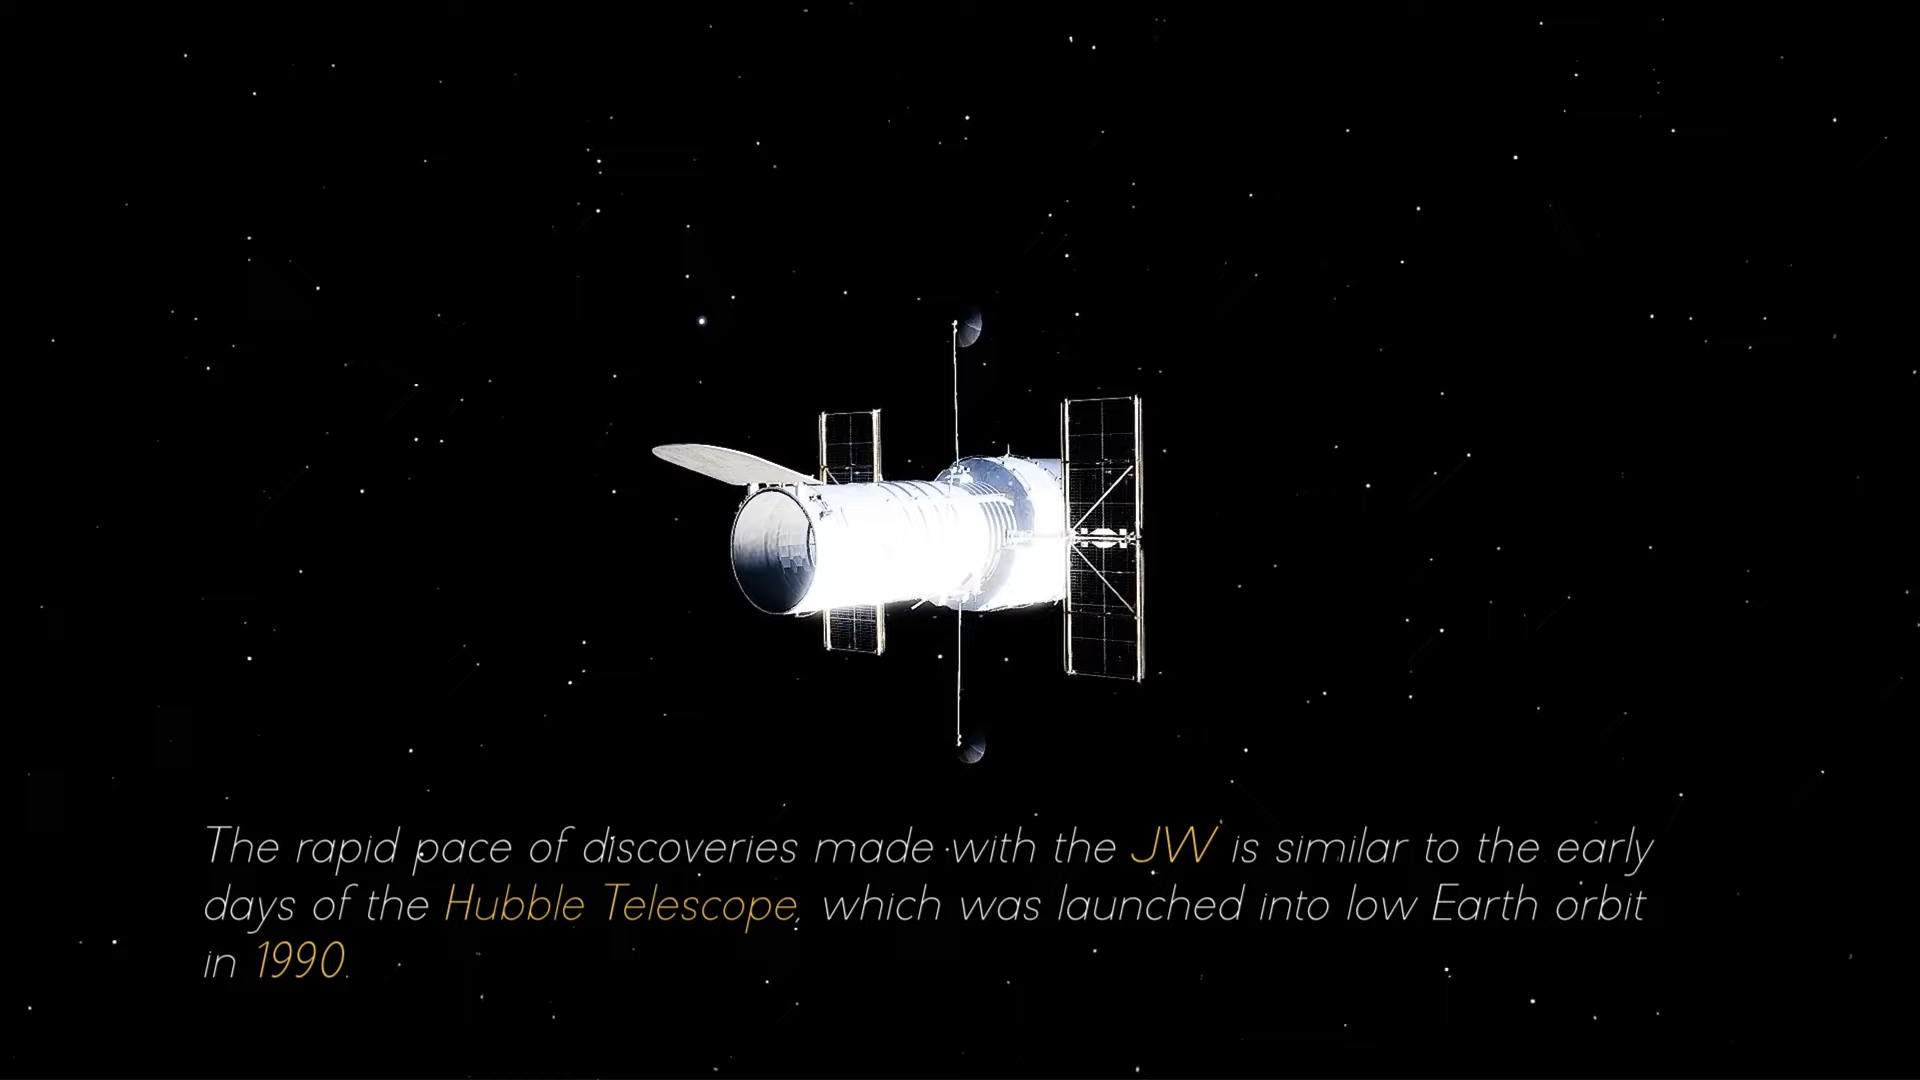 The rapid pace of discoveries made with the JW is similar to the early
days of the Hubble Telescope, which was launched into low Earth orbit
in 1990.